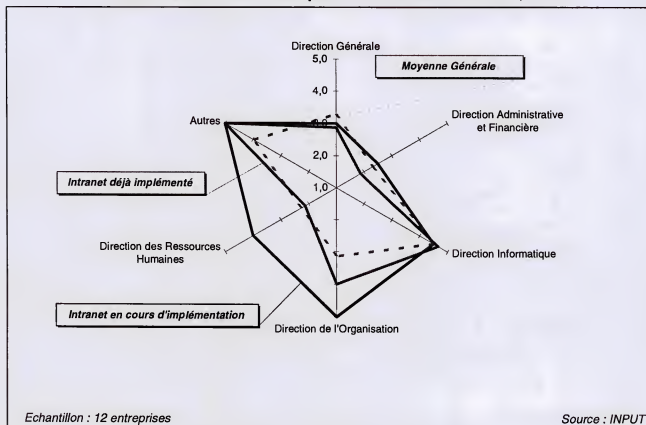 Direction Générale
5,0
Moyenne Générale
4,0
Direction Administrative
et Financière
Autres
3,0
2,0
Intranet déjà implémenté
1,0
Direction des Ressources
Humaines
Direction Informatique
Intranet en cours d'implémentation
Direction de l'Organisation
Echantillon : 12 entreprises
Source : INPUT